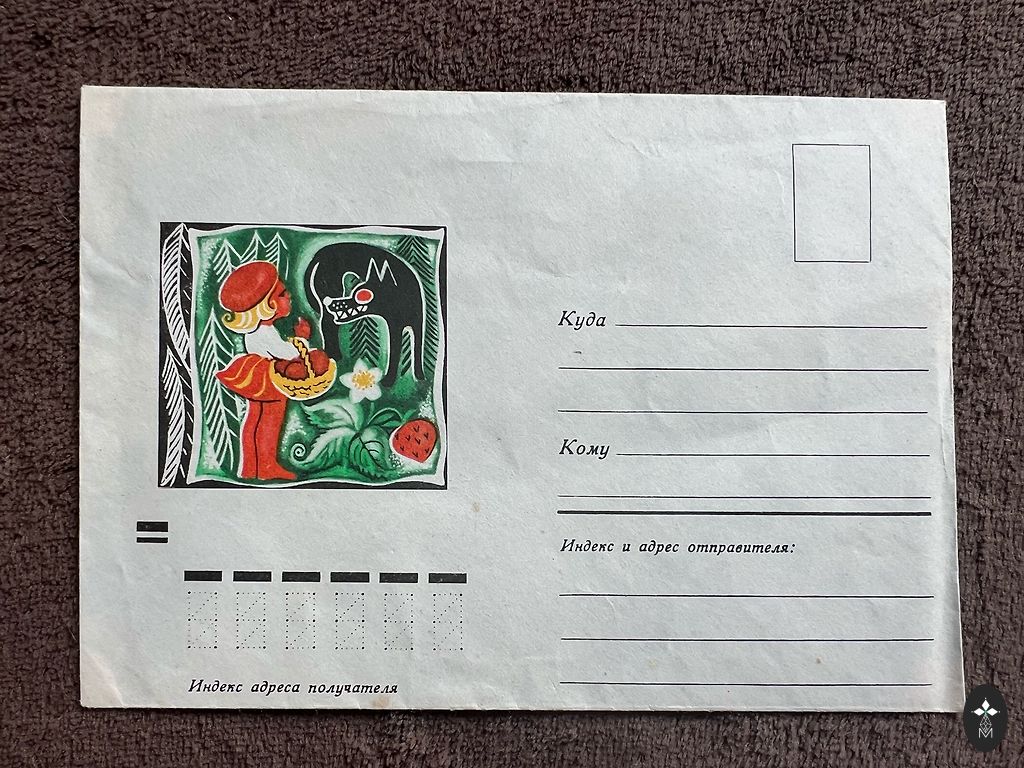 Куда
Кому
Индекс и адрес отправителя:
Индекс адреса получателя
М